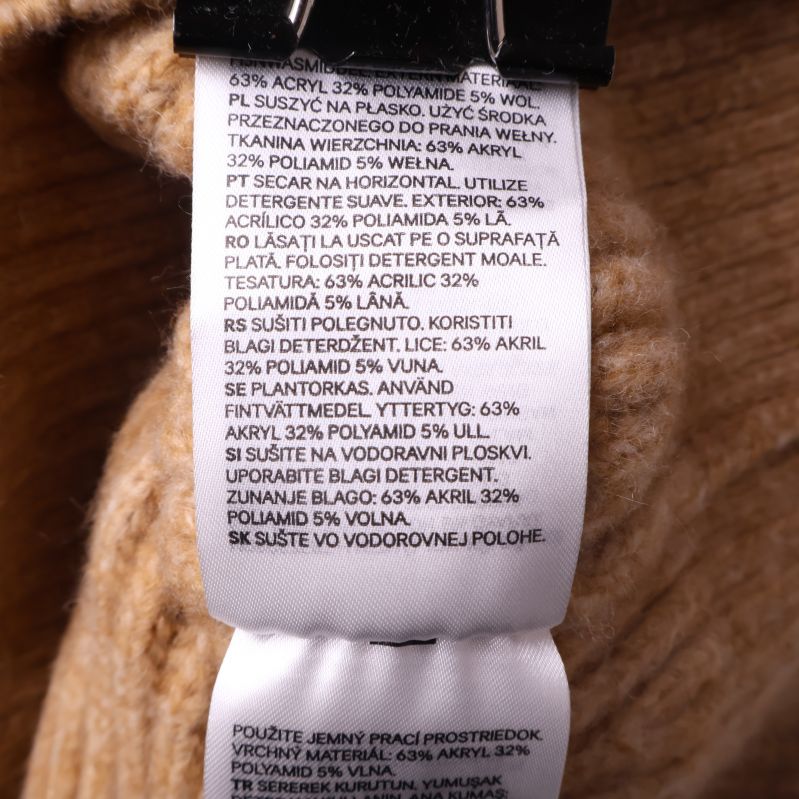 FIJNWASMIDDEL. EXTERN MATERIAAL:
63% ACRYL 32% POLYAMIDE 5% WOL.
PL SUSZYĆ NA PŁASKO. UŻYĆ ŚRODKA
PRZEZNACZONEGO DO PRANIA WEŁNY.
TKANINA WIERZCHNIA: 63% AKRYL
32% POLIAMID 5% WEŁNA.
PT SECAR NA HORIZONTAL. UTILIZE
DETERGENTE SUAVE. EXTERIOR: 63%
ACRÍLICO 32% POLIAMIDA 5% LÃ.
RO LĂSAȚI LA USCAT PE O SUPRAFAȚĂ
PLATĂ. FOLOSITI DETERGENT MOALE.
TESATURA: 63% ACRILIC 32%
POLIAMIDĂ 5% LÂNĂ.
RS SUŠITI POLEGNUTO. KORISTITI
BLAGI DETERDŽENT. LICE: 63% AKRIL
32% POLIAMID 5% VUNA.
SE PLANTORKAS. ANVÄND
FINTVÄTTMEDEL. YTTERTYG: 63%
AKRYL 32% POLYAMID 5% ULL.
SI SUŠITE NA VODORAVNI PLOSKVI.
UPORABITE BLAGI DETERGENT.
ZUNANJE BLAGO: 63% AKRIL 32%
POLIAMID 5% VOLNA.
SK SUŠTE VO VODOROVNEJ POLOHE.
POUŽITE JEMNÝ PRACÍ PROSTRIEDOK.
VRCHNÝ MATERIÁL: 63% AKRYL 32%
POLYAMID 5% VLNA.
TR SEREREK KURUTUN. YUMUŞAK
ANA KUMAŞ: